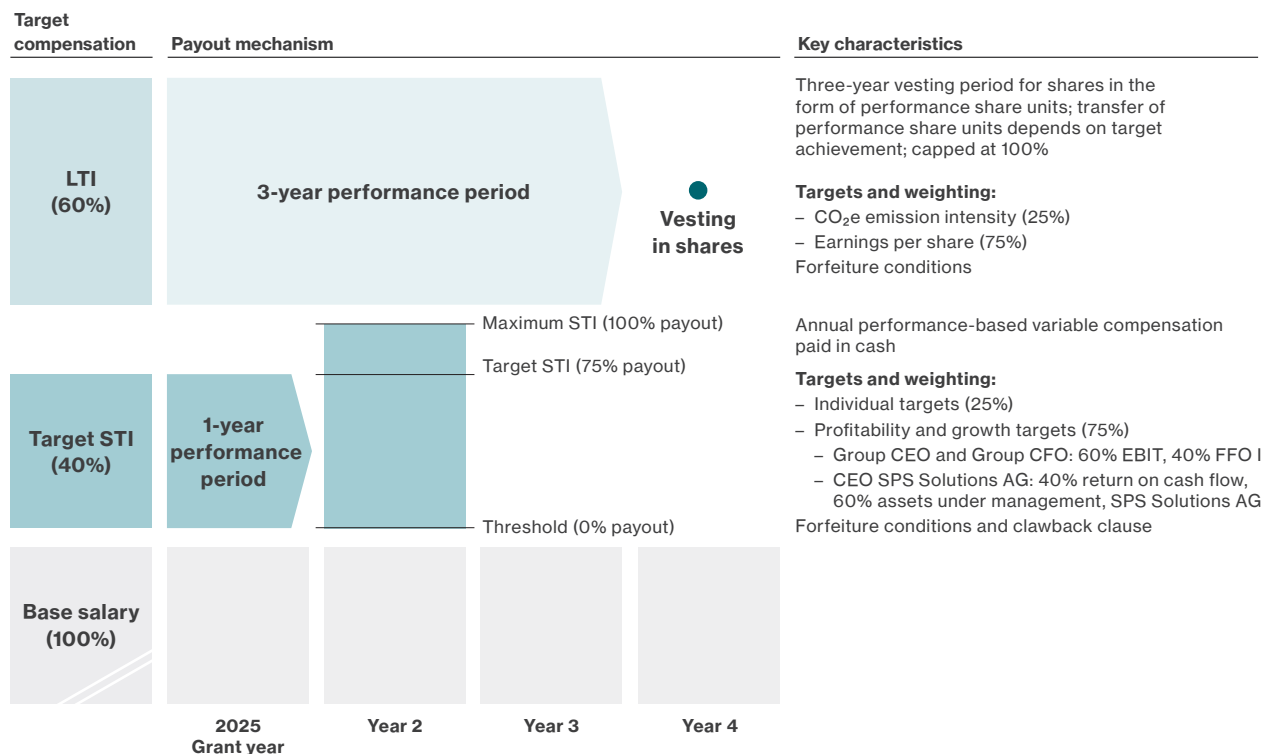 Target
compensation
Payout mechanism
Key characteristics
LTI
(60%)
3-year performance period
Vesting
in shares
Three-year vesting period for shares in the
form of performance share units; transfer of
performance share units depends on target
achievement; capped at 100%
Targets and weighting:
– CO₂e emission intensity (25%)
– Earnings per share (75%)
Forfeiture conditions
Target STI
(40%)
1-year
performance
period
Maximum STI (100% payout)
Target STI (75% payout)
Threshold (0% payout)
Annual performance-based variable compensation
paid in cash
Targets and weighting:
– Individual targets (25%)
– Profitability and growth targets (75%)
– Group CEO and Group CFO: 60% EBIT, 40% FFO I
– CEO SPS Solutions AG: 40% return on cash flow,
60% assets under management, SPS Solutions AG
Forfeiture conditions and clawback clause
Base salary
(100%)
2025
Grant year
Year 2
Year 3
Year 4